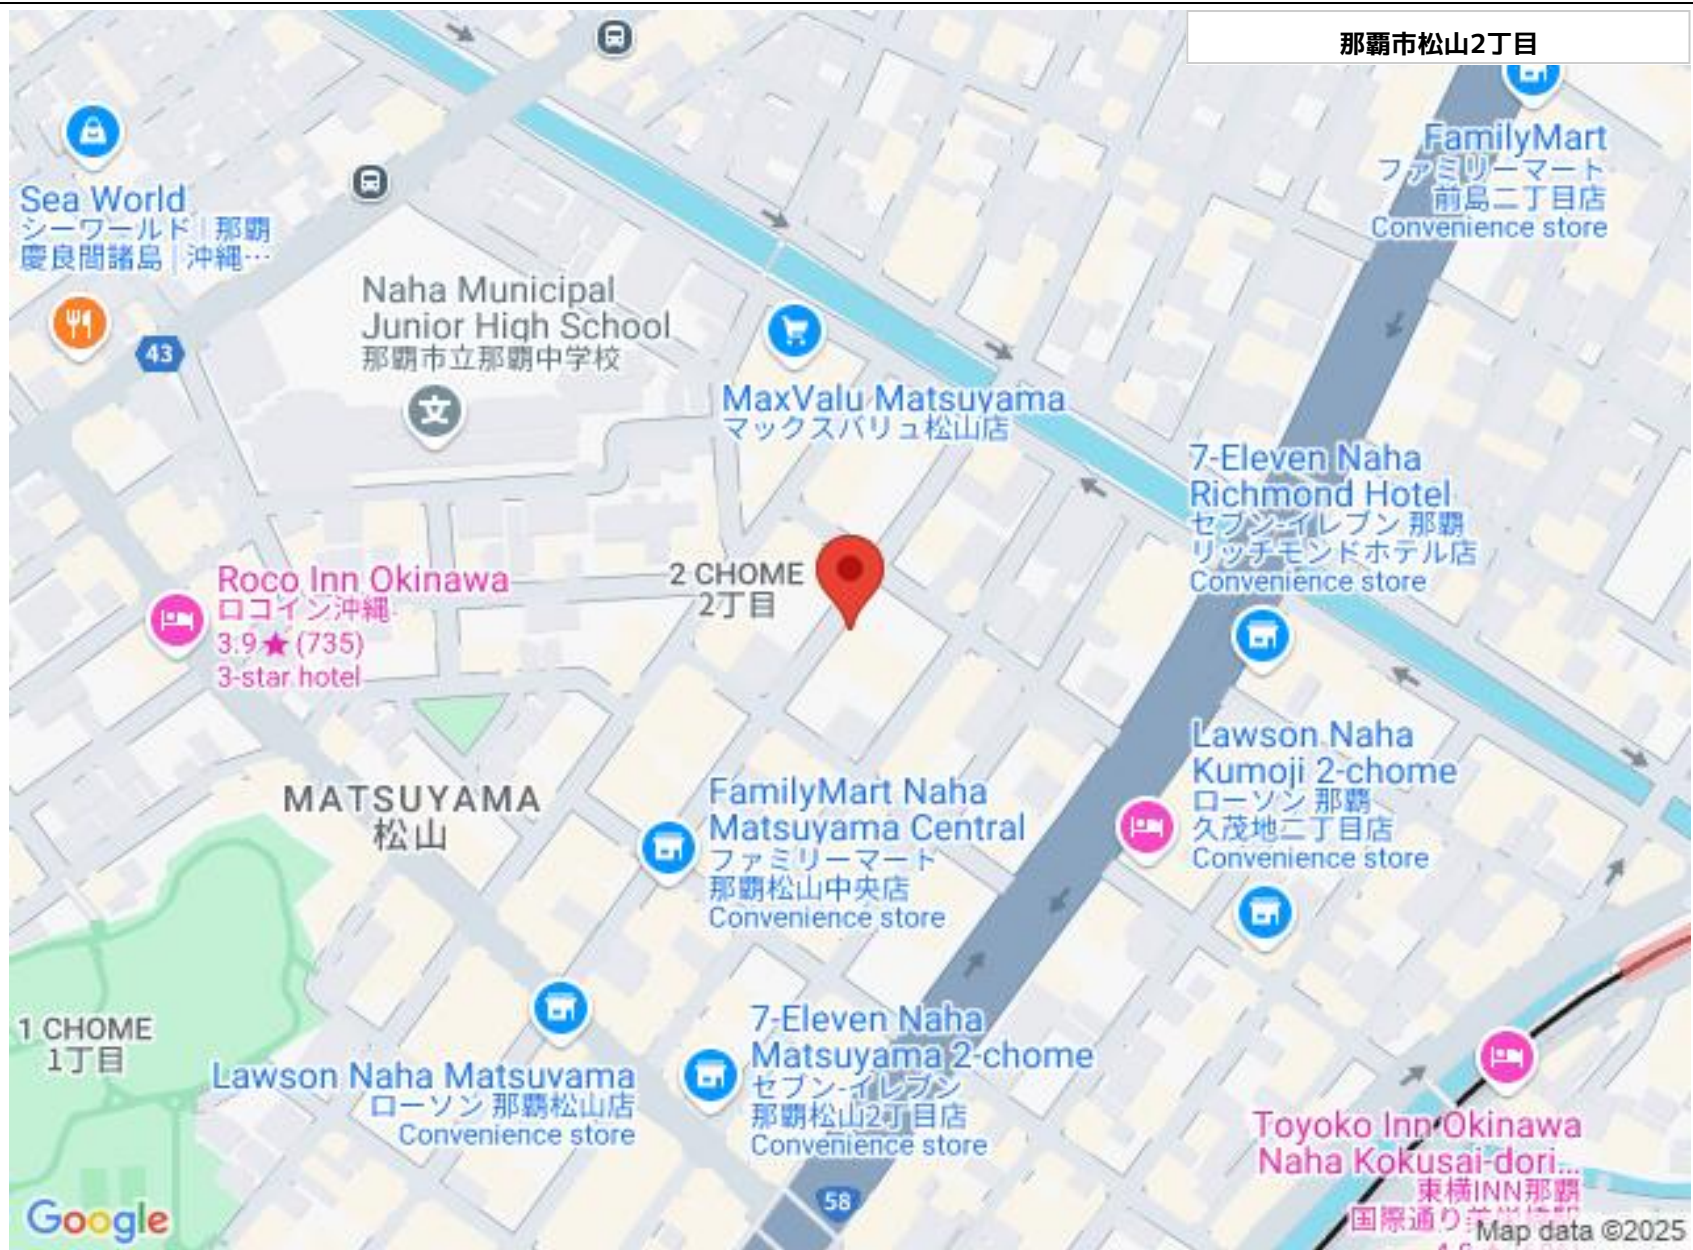 那覇市松山2丁目
FamilyMart
ファミリーマート
前島二丁目店
Convenience store
Sea World
シーワールド｜那覇
慶良間諸島｜沖縄…
Naha Municipal
Junior High School
那覇市立那覇中学校
文
43
MaxValu Matsuyama
マックスバリュ松山店
7-Eleven Naha
Richmond Hotel
セブン-イレブン 那覇
リッチモンドホテル店
Convenience store
2 CHOME
2丁目
Roco Inn Okinawa
ロコイン沖縄
3.9★(735)
3-star hotel
MATSUYAMA
松山
FamilyMart Naha
Matsuyama Central
ファミリーマート
那覇松山中央店
Convenience store
Lawson Naha
Kumoji 2-chome
ローソン 那覇
久茂地二丁目店
Convenience store
1 CHOME
1丁目
Lawson Naha Matsuyama
ローソン 那覇松山店
Convenience store
7-Eleven Naha
Matsuyama 2-chome
セブン-イレブン
那覇松山2丁目店
Convenience store
58
Toyoko Inn Okinawa
Naha Kokusai-dori...
東横INN那覇
国際通り
Google
Map data ©2025